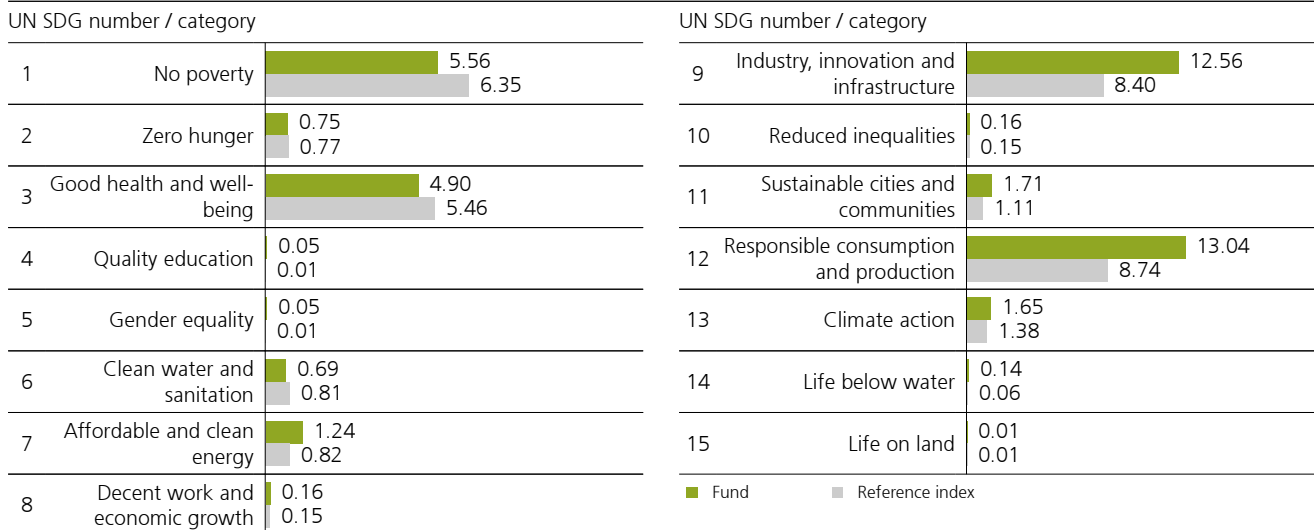 UN SDG number / category
1 No poverty 5.56
6.35
2 Zero hunger 0.75
0.77
3 Good health and well-
being 4.90
5.46
4 Quality education 0.05
0.01
5 Gender equality 0.05
0.01
6 Clean water and
sanitation 0.69
0.81
7 Affordable and clean
energy 1.24
0.82
8 Decent work and
economic growth 0.16
0.15
UN SDG number / category
9 Industry, innovation and
infrastructure 12.56
8.40
10 Reduced inequalities 0.16
0.15
11 Sustainable cities and
communities 1.71
1.11
12 Responsible consumption
and production 13.04
8.74
13 Climate action 1.65
1.38
14 Life below water 0.14
0.06
15 Life on land 0.01
0.01
Fund Reference index